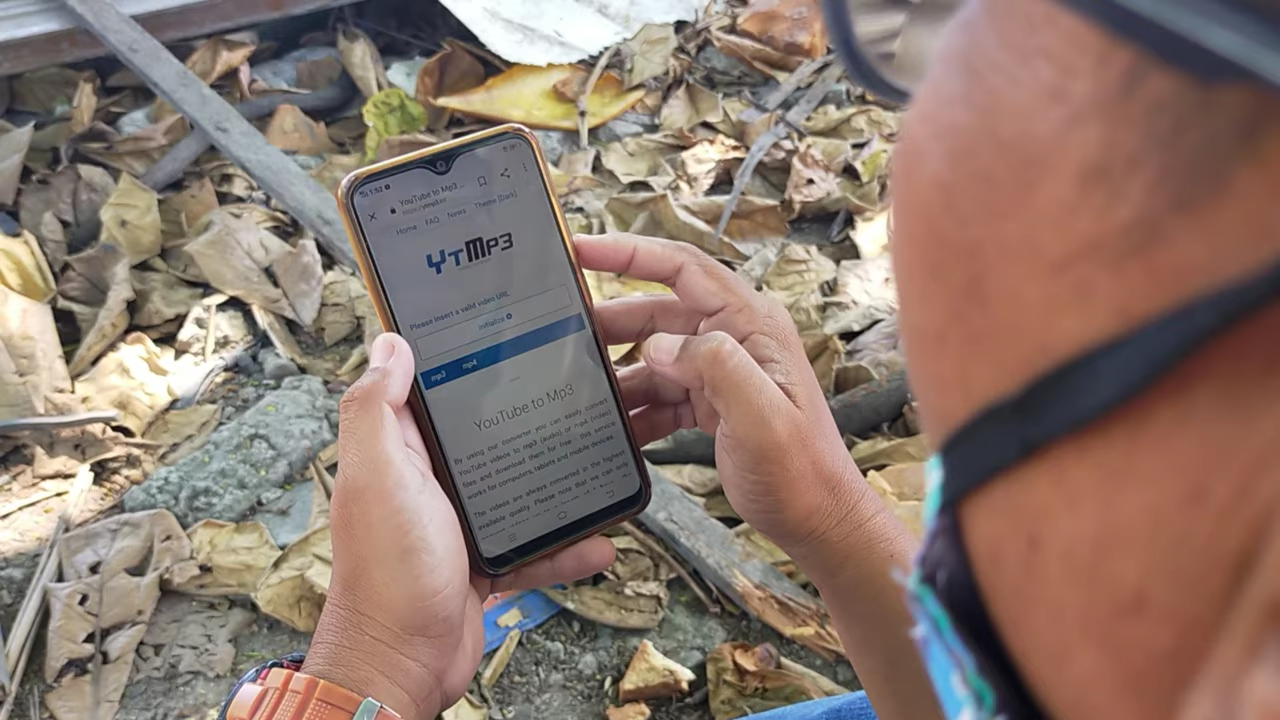 1:52
YouTube to Mp3 ...
Home FAQ News Theme [Dark]
YTMP3
Please insert a valid video URL
Initialize
mp3 mp4
YouTube to Mp3
By using our converter you can easily convert
YouTube videos to mp3 (audio) or mp4 (video)
files and download them for free - this service
works for computers, tablets and mobile devices.
The videos are always converted in the highest
available quality. Please note that we can only